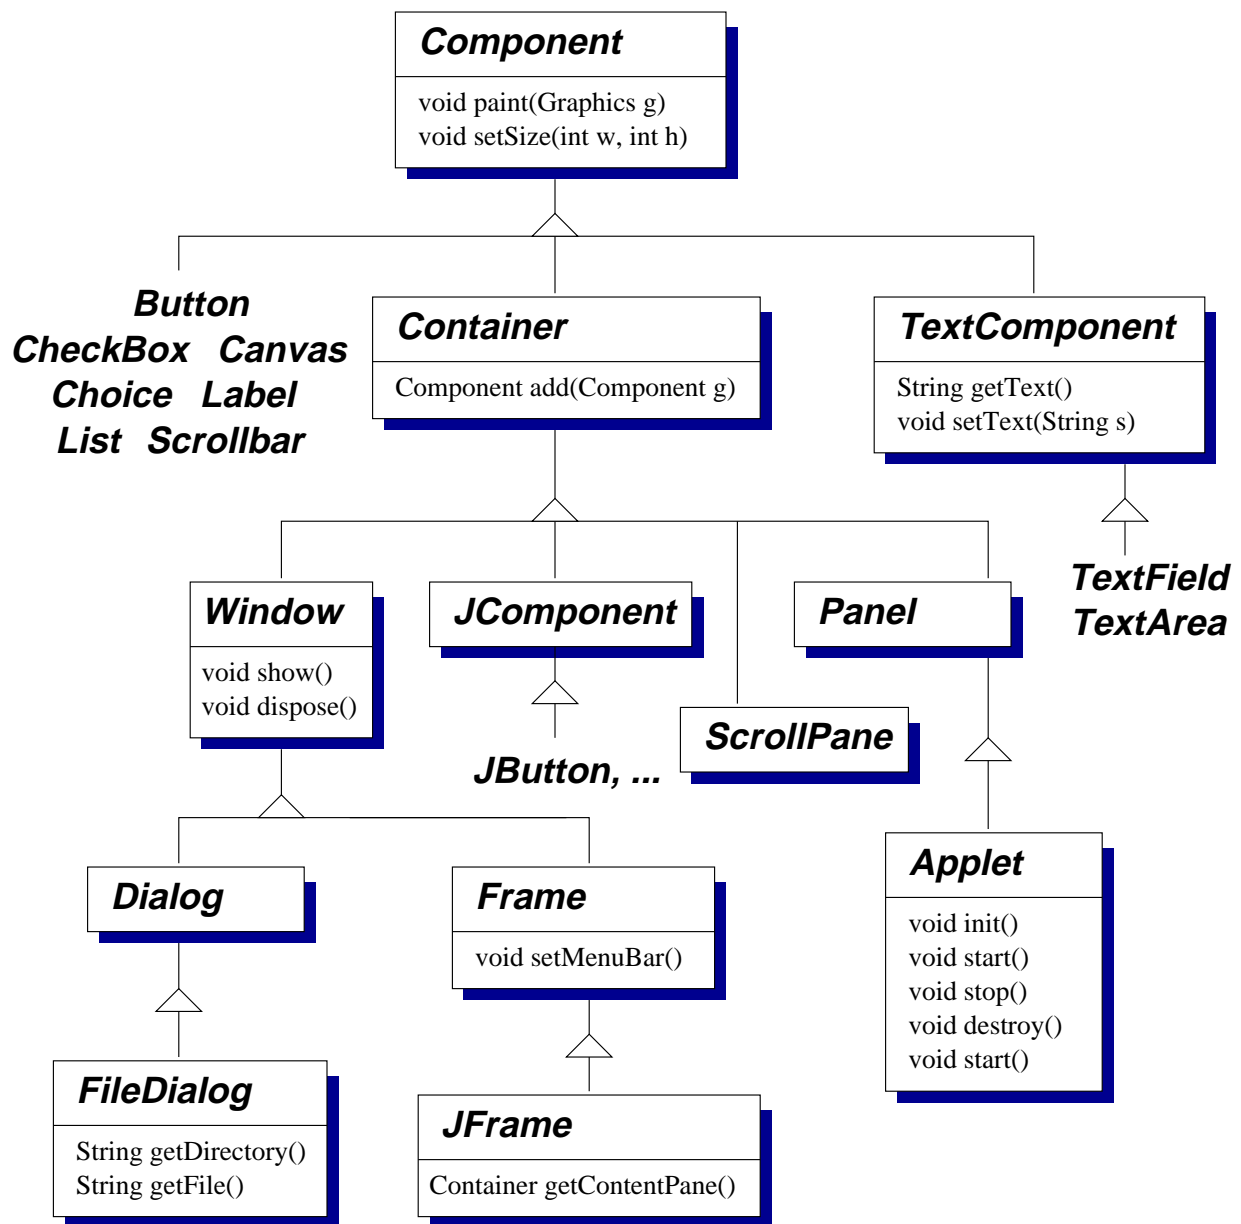 Component
void paint(Graphics g)
void setSize(int w, int h)
Button
CheckBox Canvas
Choice Label
List Scrollbar
Container
Component add(Component g)
TextComponent
String getText()
void setText(String s)
TextField
TextArea
Window
void show()
void dispose()
JComponent
JButton, ...
ScrollPane
Panel
Dialog
Frame
void setMenuBar()
Applet
void init()
void start()
void stop()
void destroy()
void start()
FileDialog
String getDirectory()
String getFile()
JFrame
Container getContentPane()